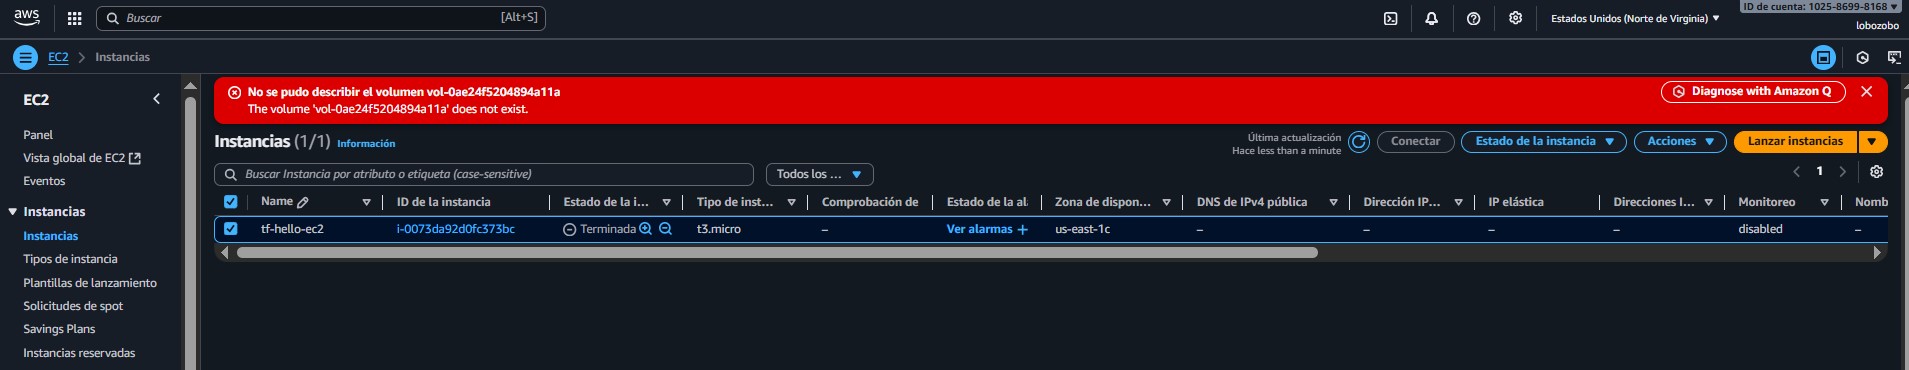 aws
Buscar
[Alt+S]
Estados Unidos (Norte de Virginia)
ID de cuenta: 1025-8699-8168
lobozobo
EC2 > Instancias
EC2
Panel
Vista global de EC2
Eventos
Instancias
Instancias
Tipos de instancia
Plantillas de lanzamiento
Solicitudes de spot
Savings Plans
Instancias reservadas
No se pudo describir el volumen vol-0ae24f5204894a11a
The volume 'vol-0ae24f5204894a11a' does not exist.
Diagnose with Amazon Q
Instancias (1/1) Información
Última actualización
Hace less than a minute
Conectar
Estado de la instancia
Acciones
Lanzar instancias
Buscar Instancia por atributo o etiqueta (case-sensitive)
Todos los ...
1
Name ID de la instancia Estado de la i... Tipo de inst... Comprobación de Estado de la al Zona de dispon... DNS de IPv4 pública Dirección IP... IP elástica Direcciones I... Monitoreo Nomb
tf-hello-ec2 i-0073da92d0fc373bc Terminada t3.micro – Ver alarmas + us-east-1c – – – – disabled –